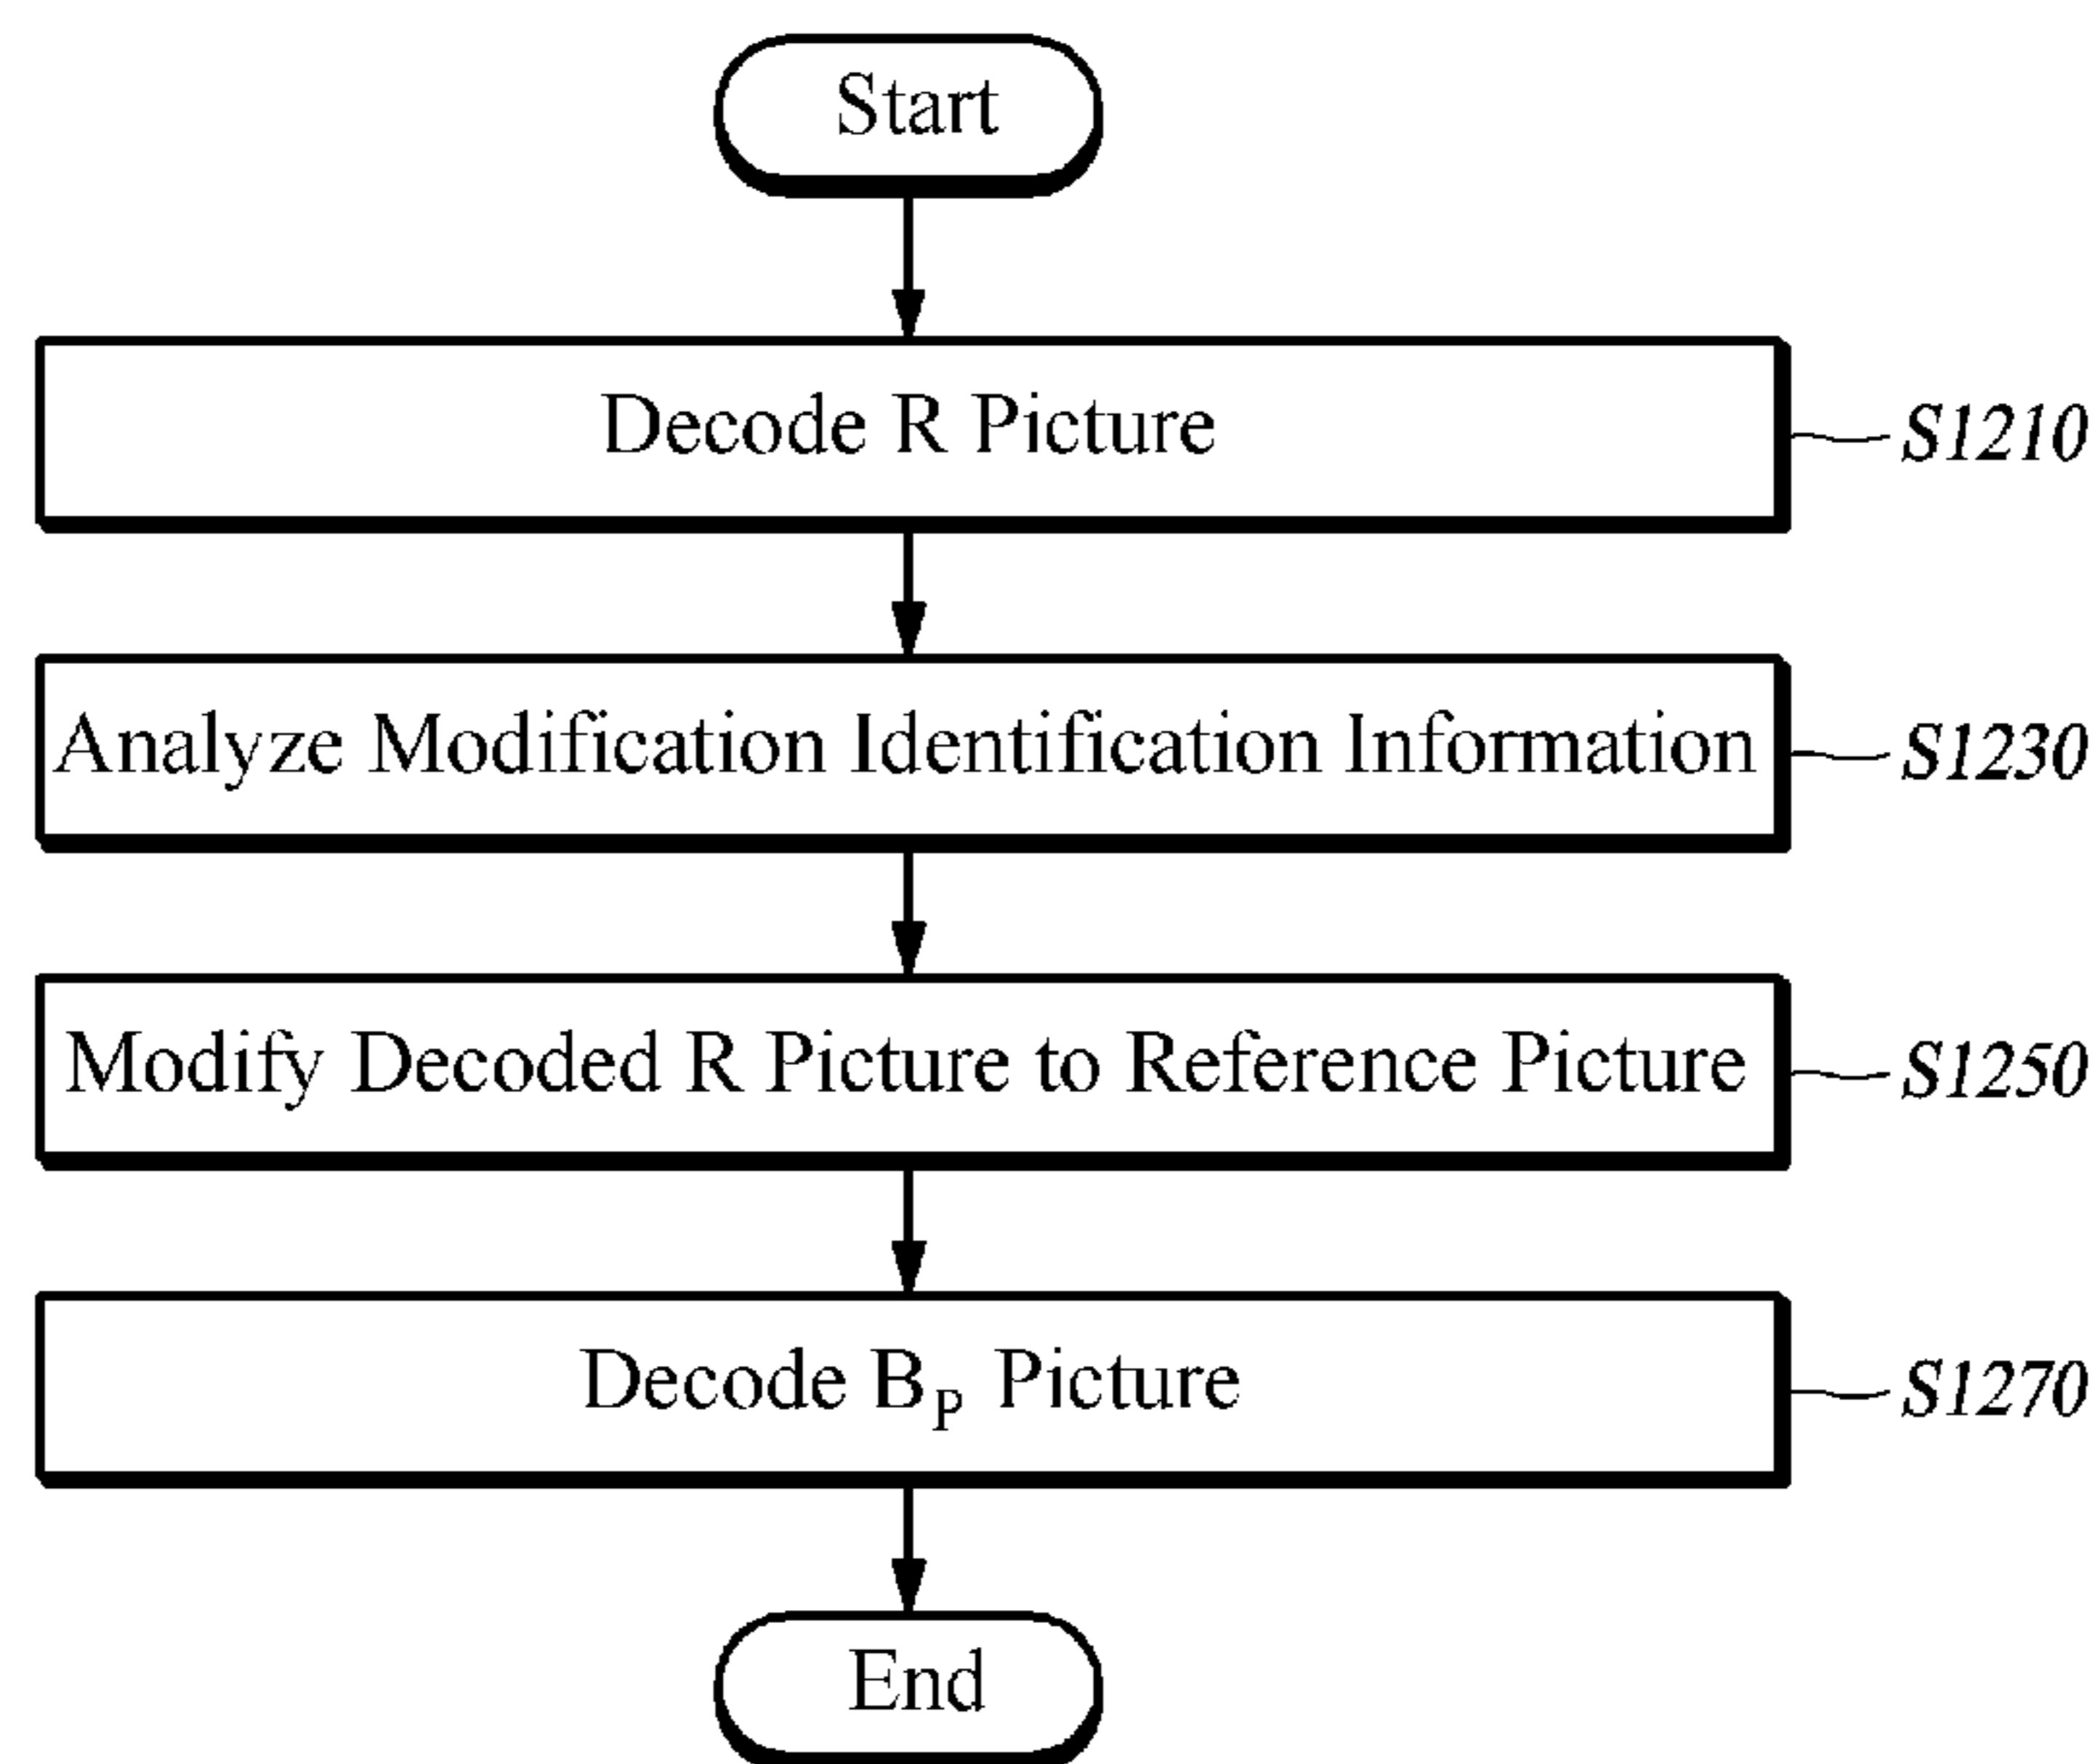 Start
Decode R Picture
S1210
Analyze Modification Identification Information
S1230
Modify Decoded R Picture to Reference Picture
S1250
Decode BP Picture
S1270
End